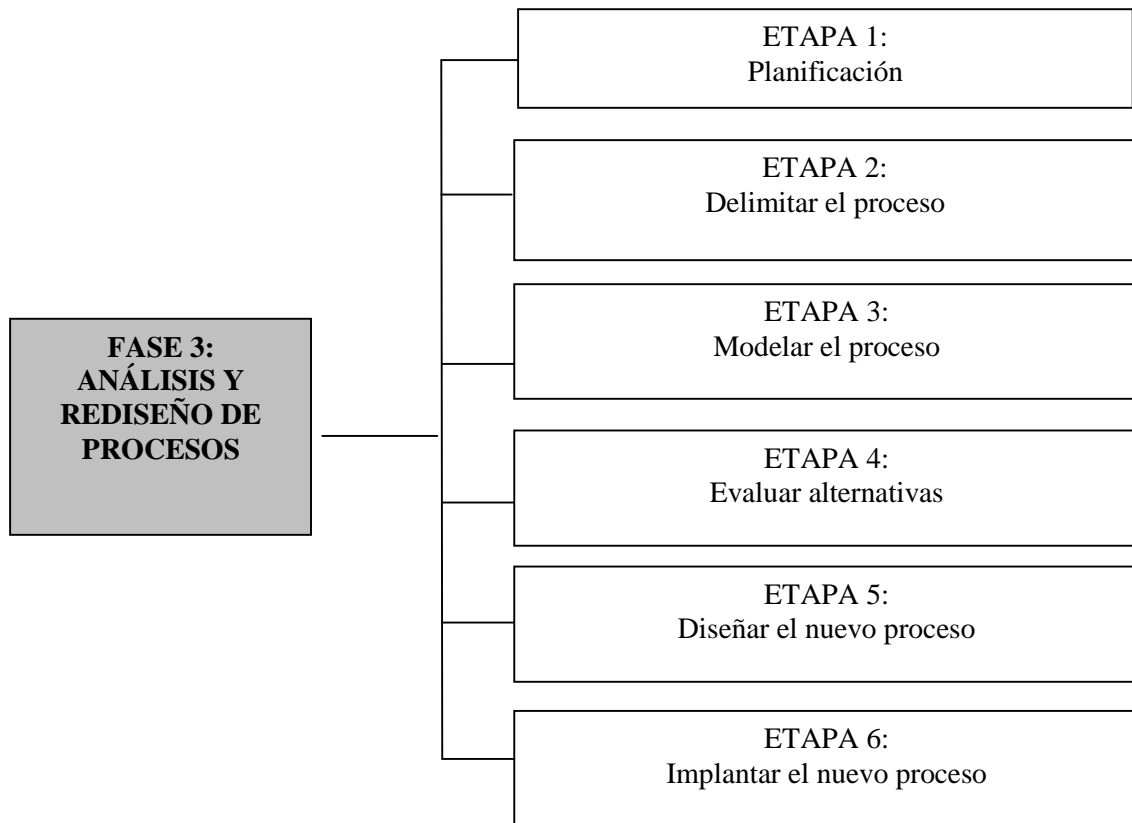 FASE 3:
ANÁLISIS Y
REDISEÑO DE
PROCESOS
ETAPA 1:
Planificación
ETAPA 2:
Delimitar el proceso
ETAPA 3:
Modelar el proceso
ETAPA 4:
Evaluar alternativas
ETAPA 5:
Diseñar el nuevo proceso
ETAPA 6:
Implantar el nuevo proceso